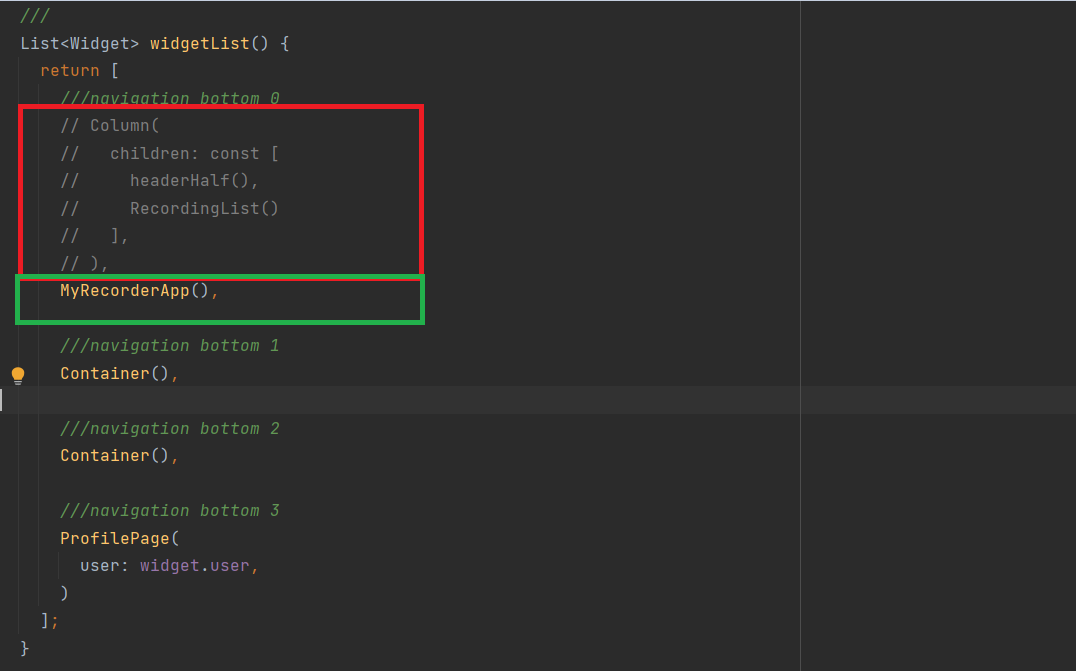 ///
List<Widget> widgetList() {
return [
///navigation bottom 0
// Column(
//   children: const [
//     headerHalf(),
//     RecordingList()
//   ],
// ),
MyRecorderApp(),
///navigation bottom 1
Container(),
///navigation bottom 2
Container(),
///navigation bottom 3
ProfilePage(
user: widget.user,
)
];
}